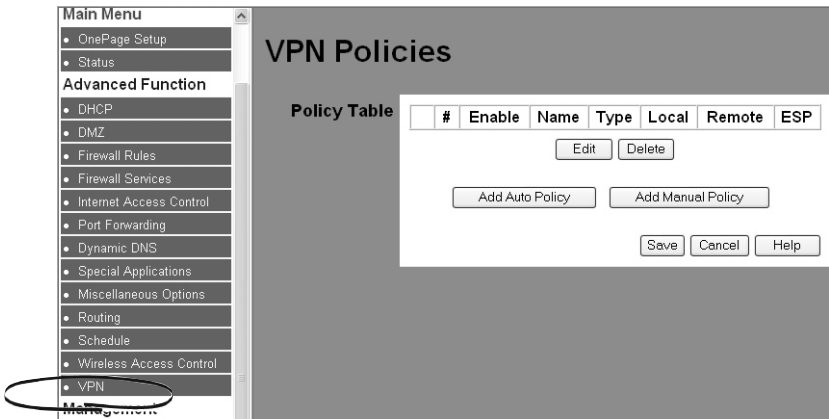 Main Menu
OnePage Setup
Status
Advanced Function
DHCP
DMZ
Firewall Rules
Firewall Services
Internet Access Control
Port Forwarding
Dynamic DNS
Special Applications
Miscellaneous Options
Routing
Schedule
Wireless Access Control
VPN
Management
VPN Policies
Policy Table
# Enable Name Type Local Remote ESP
Edit Delete
Add Auto Policy Add Manual Policy
Save Cancel Help